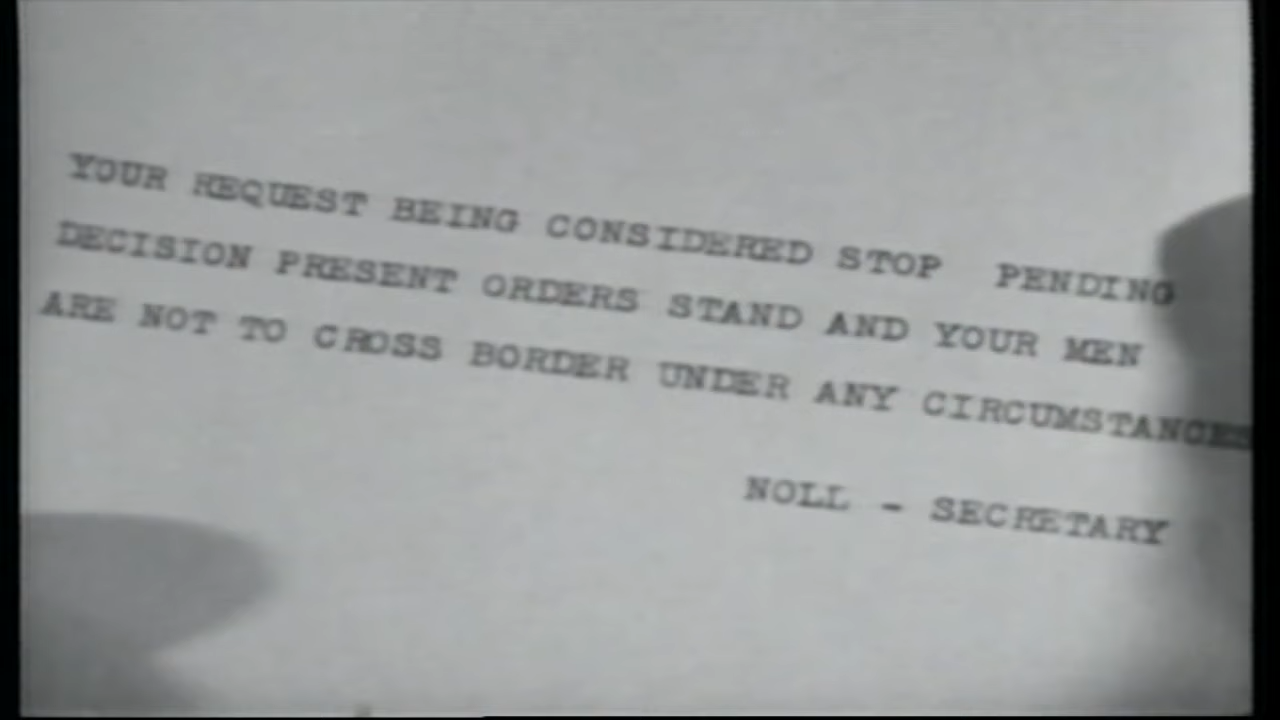 YOUR REQUEST BEING CONSIDERED STOP PENDING
DECISION PRESENT ORDERS STAND AND YOUR MEN
ARE NOT TO CROSS BORDER UNDER ANY CIRCUMSTANCES
NOLL - SECRETARY